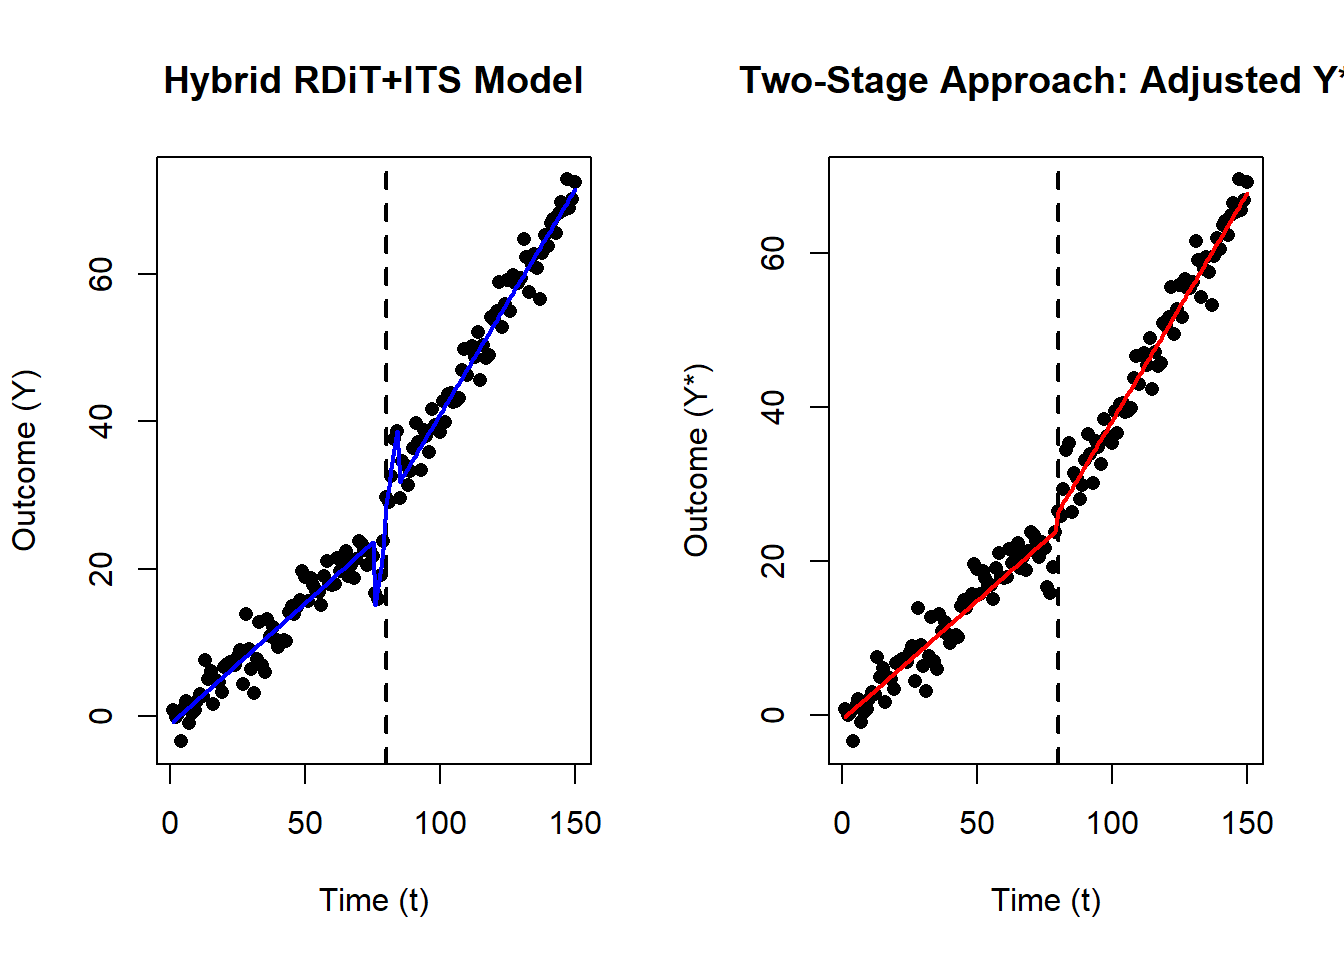 Hybrid RDiT+ITS Model
Outcome (Y)
60
40
20
0
0 50 100 150
Time (t)
Two-Stage Approach: Adjusted Y*
Outcome (Y*)
60
40
20
0
0 50 100 150
Time (t)